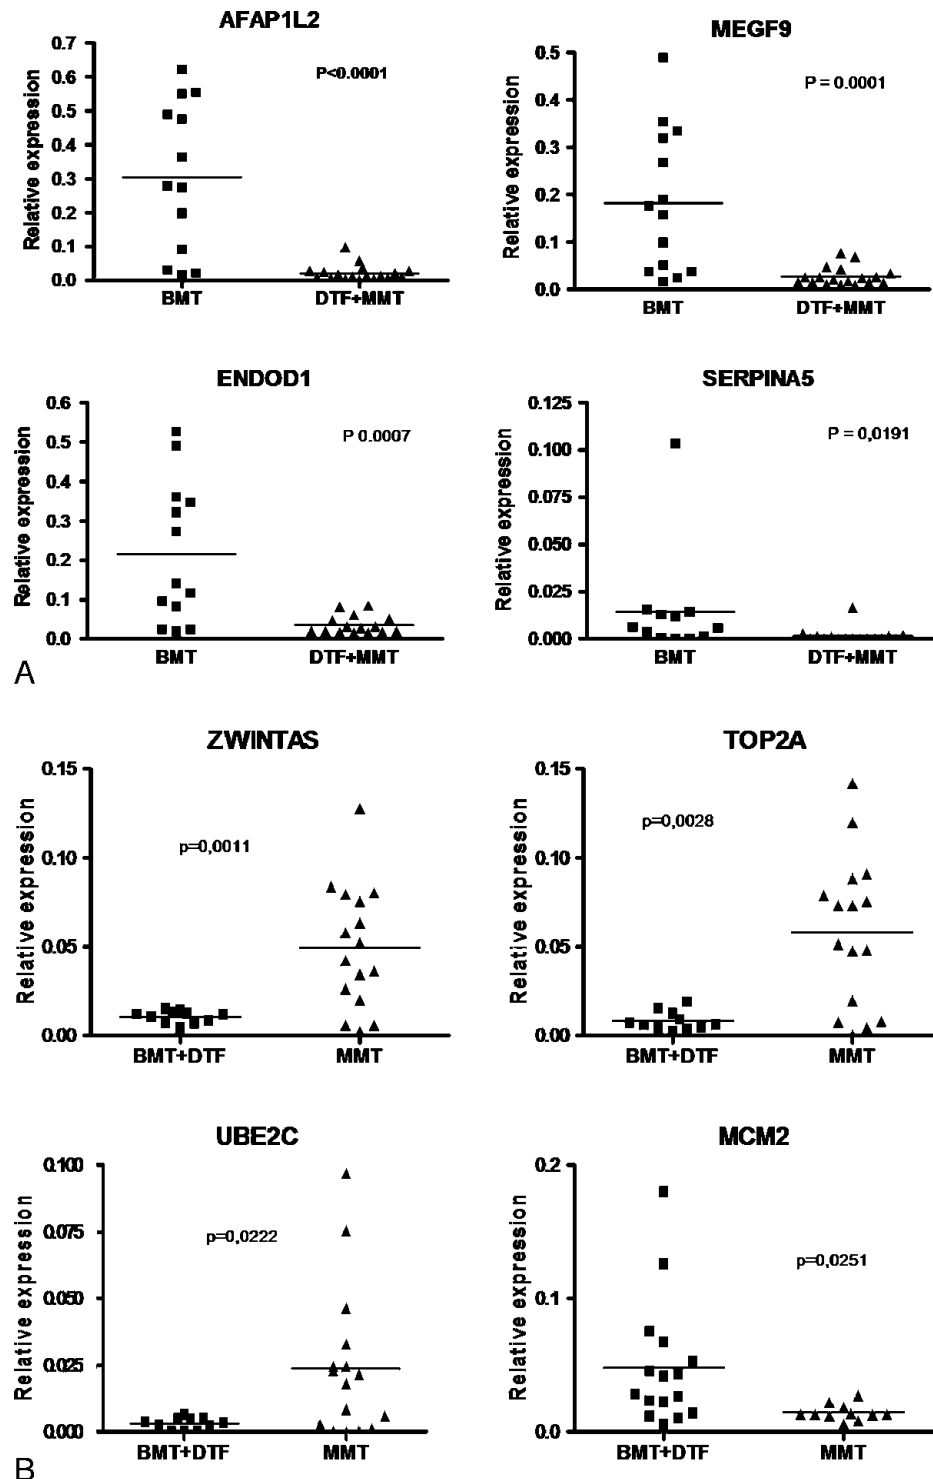 AFAP1L2
Relative expression
0.7
0.6
0.5
0.4
0.3
0.2
0.1
0.0
P<0.0001
BMT
DTF+MMT
MEGF9
Relative expression
0.5
0.4
0.3
0.2
0.1
0.0
P = 0.0001
BMT
DTF+MMT
ENDOD1
Relative expression
0.6
0.5
0.4
0.3
0.2
0.1
0.0
P 0.0007
BMT
DTF+MMT
SERPINA5
Relative expression
0.125
0.100
0.075
0.050
0.025
0.000
P = 0,0191
BMT
DTF+MMT
A
ZWINTAS
Relative expression
0.15
0.10
0.05
0.00
p=0,0011
BMT+DTF
MMT
TOP2A
Relative expression
0.15
0.10
0.05
0.00
p=0,0028
BMT+DTF
MMT
UBE2C
Relative expression
0.100
0.075
0.050
0.025
0.000
p=0,0222
BMT+DTF
MMT
MCM2
Relative expression
0.2
0.1
0.0
p=0,0251
BMT+DTF
MMT
B